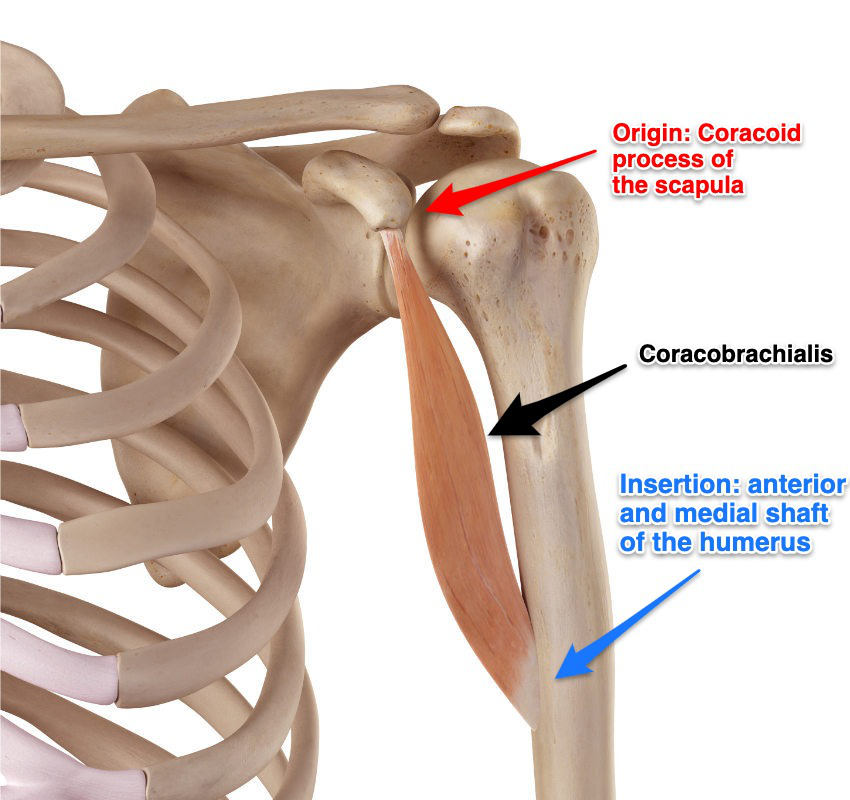 Origin: Coracoid
process of
the scapula
Coracobrachialis
Insertion: anterior
and medial shaft
of the humerus